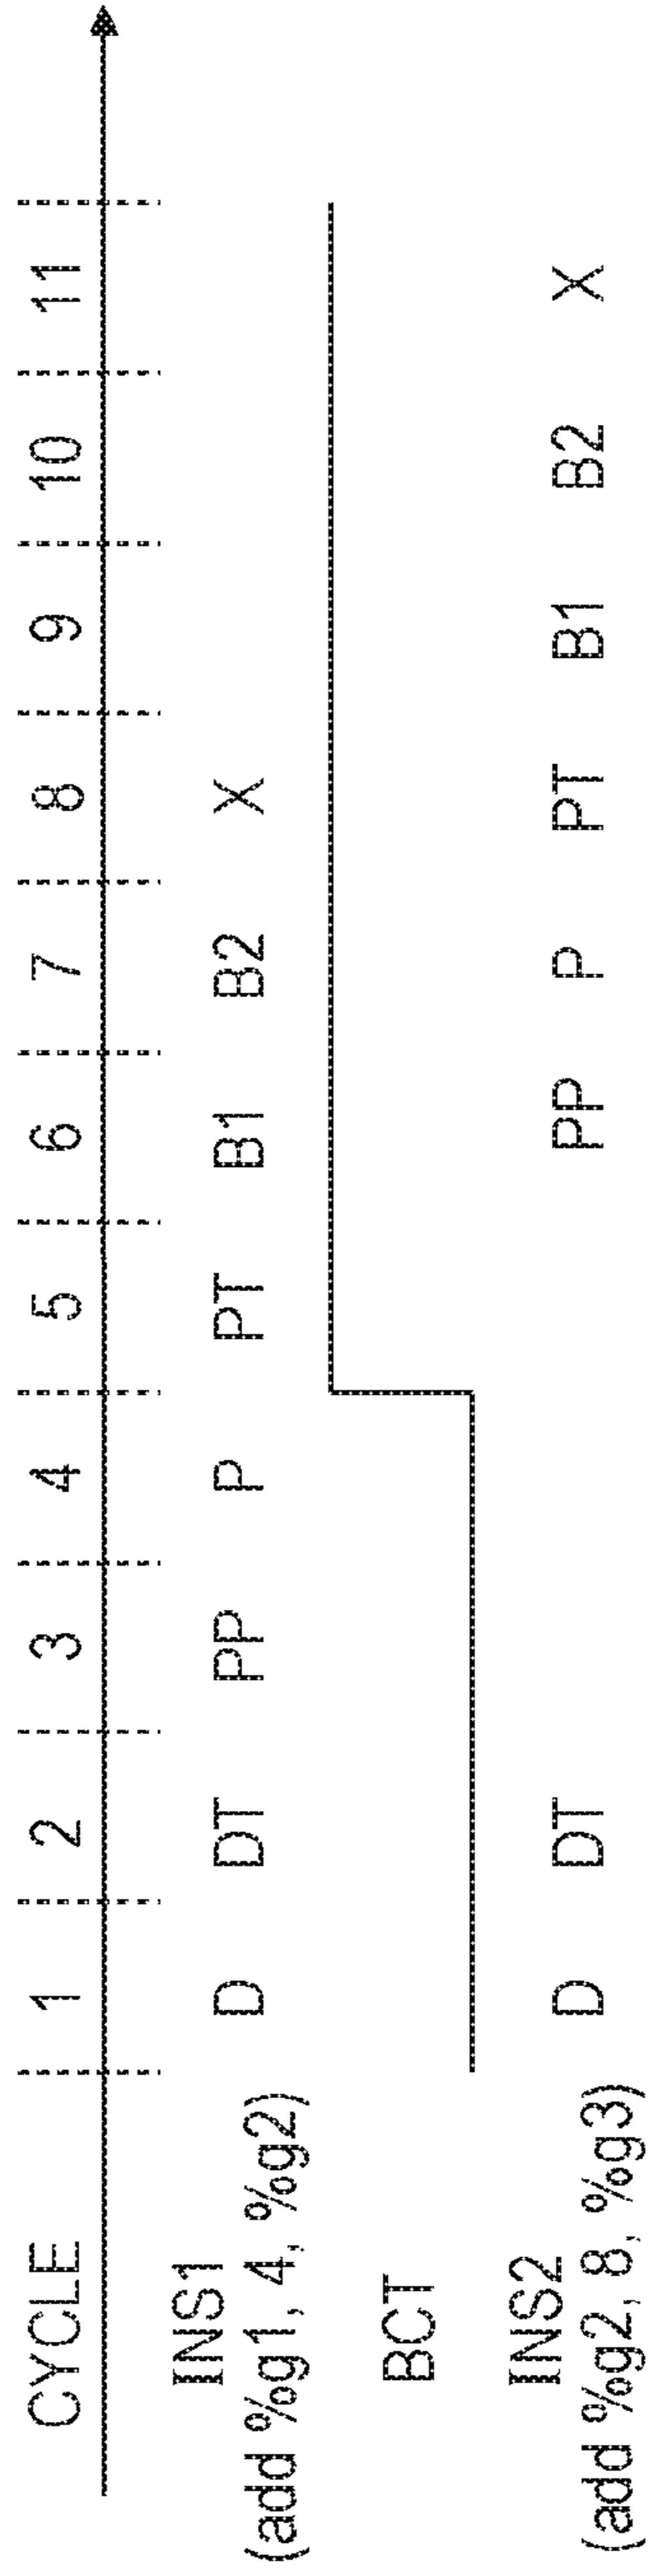 CYCLE 1 2 3 4 5 6 7 8 9 10 11
INS1 D DT PP P PT B1 B2 X
(add %g1, 4, %g2)
BCT
INS2 D DT PP P PT B1 B2 X
(add %g2, 8, %g3)